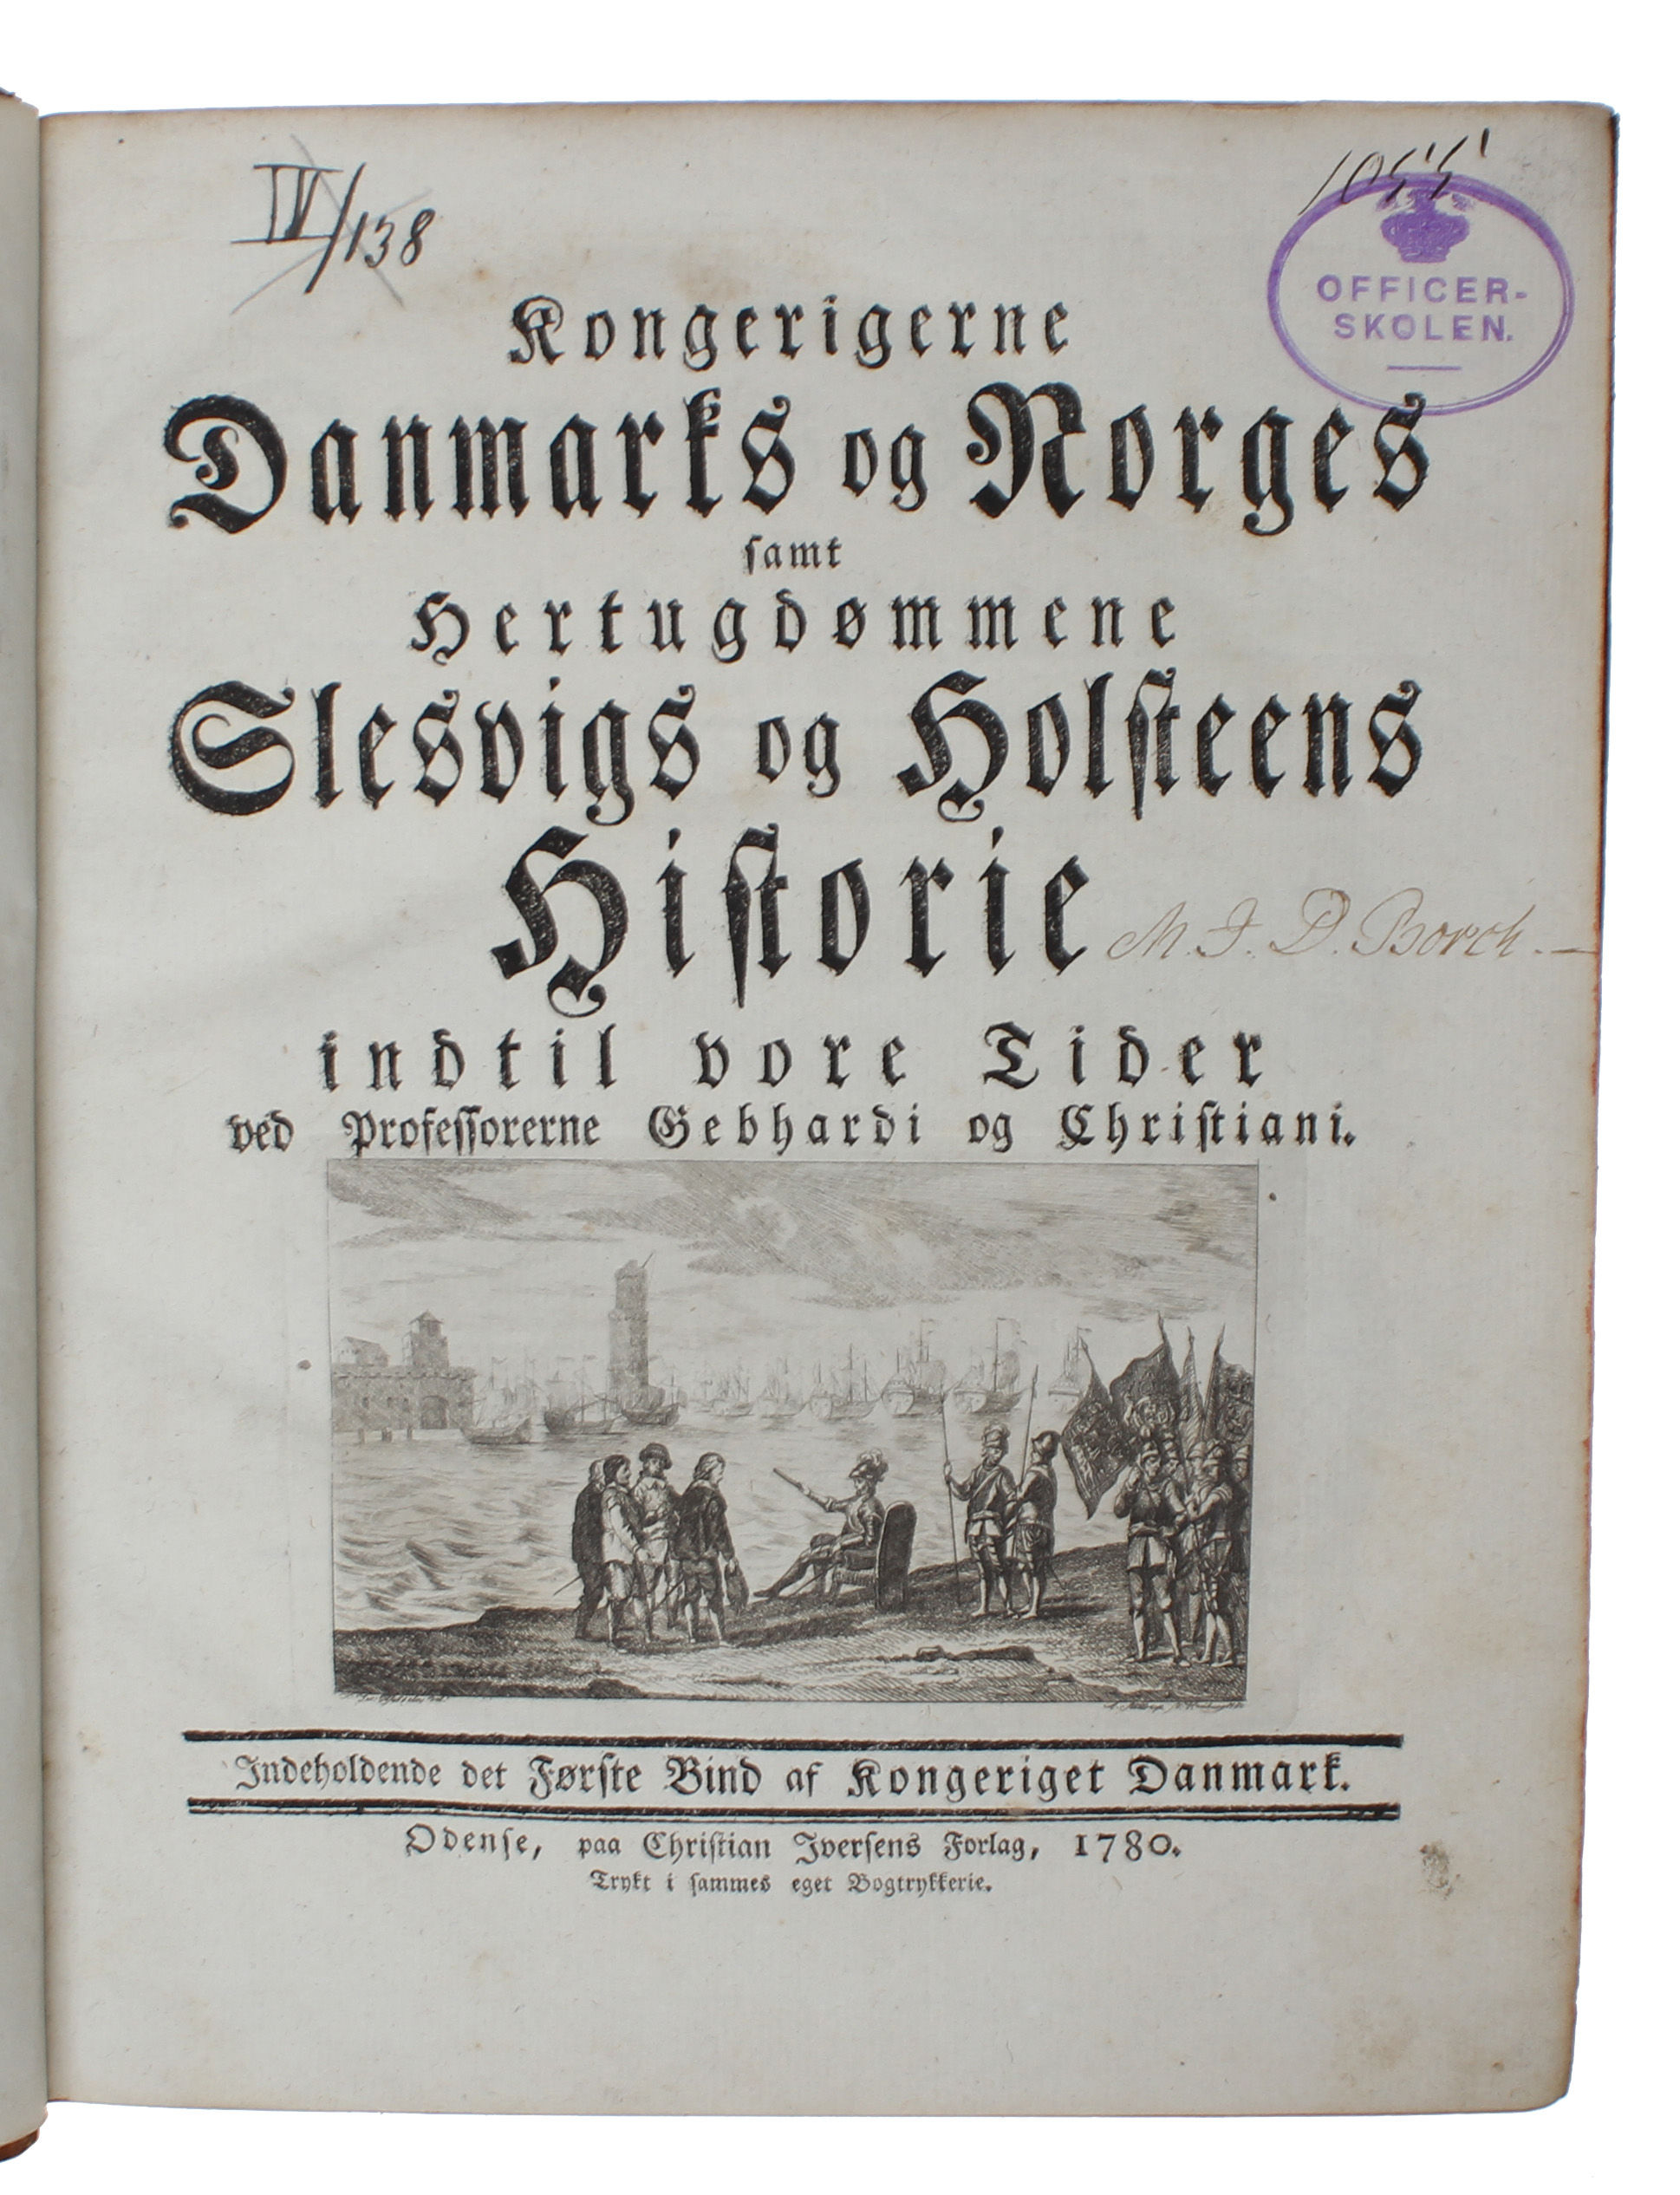 IV/138
1055
OFFICER-
SKOLEN.
Kongerigerne
Danmarks og Norges
samt
Hertugdømmene
Slesvigs og Holsteens
Historie
M. J. D. Borch.
indtil vore Tider
ved Professorerne Gebhardi og Christiani.
Indeholdende det Første Bind af Kongeriget Danmark.
Odense, paa Christian Iversens Forlag, 1780.
Trykt i sammes eget Bogtrykkerie.